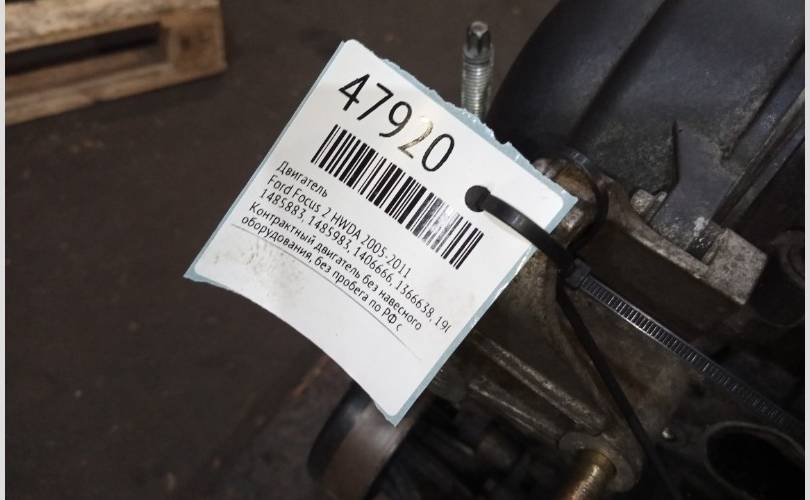 47920
Двигатель
Ford Focus 2 HWDA 2005-2011
1485883, 1485983, 1406666, 1366638, 19
Контрактный двигатель без навесного
оборудования, без пробега по РФ с